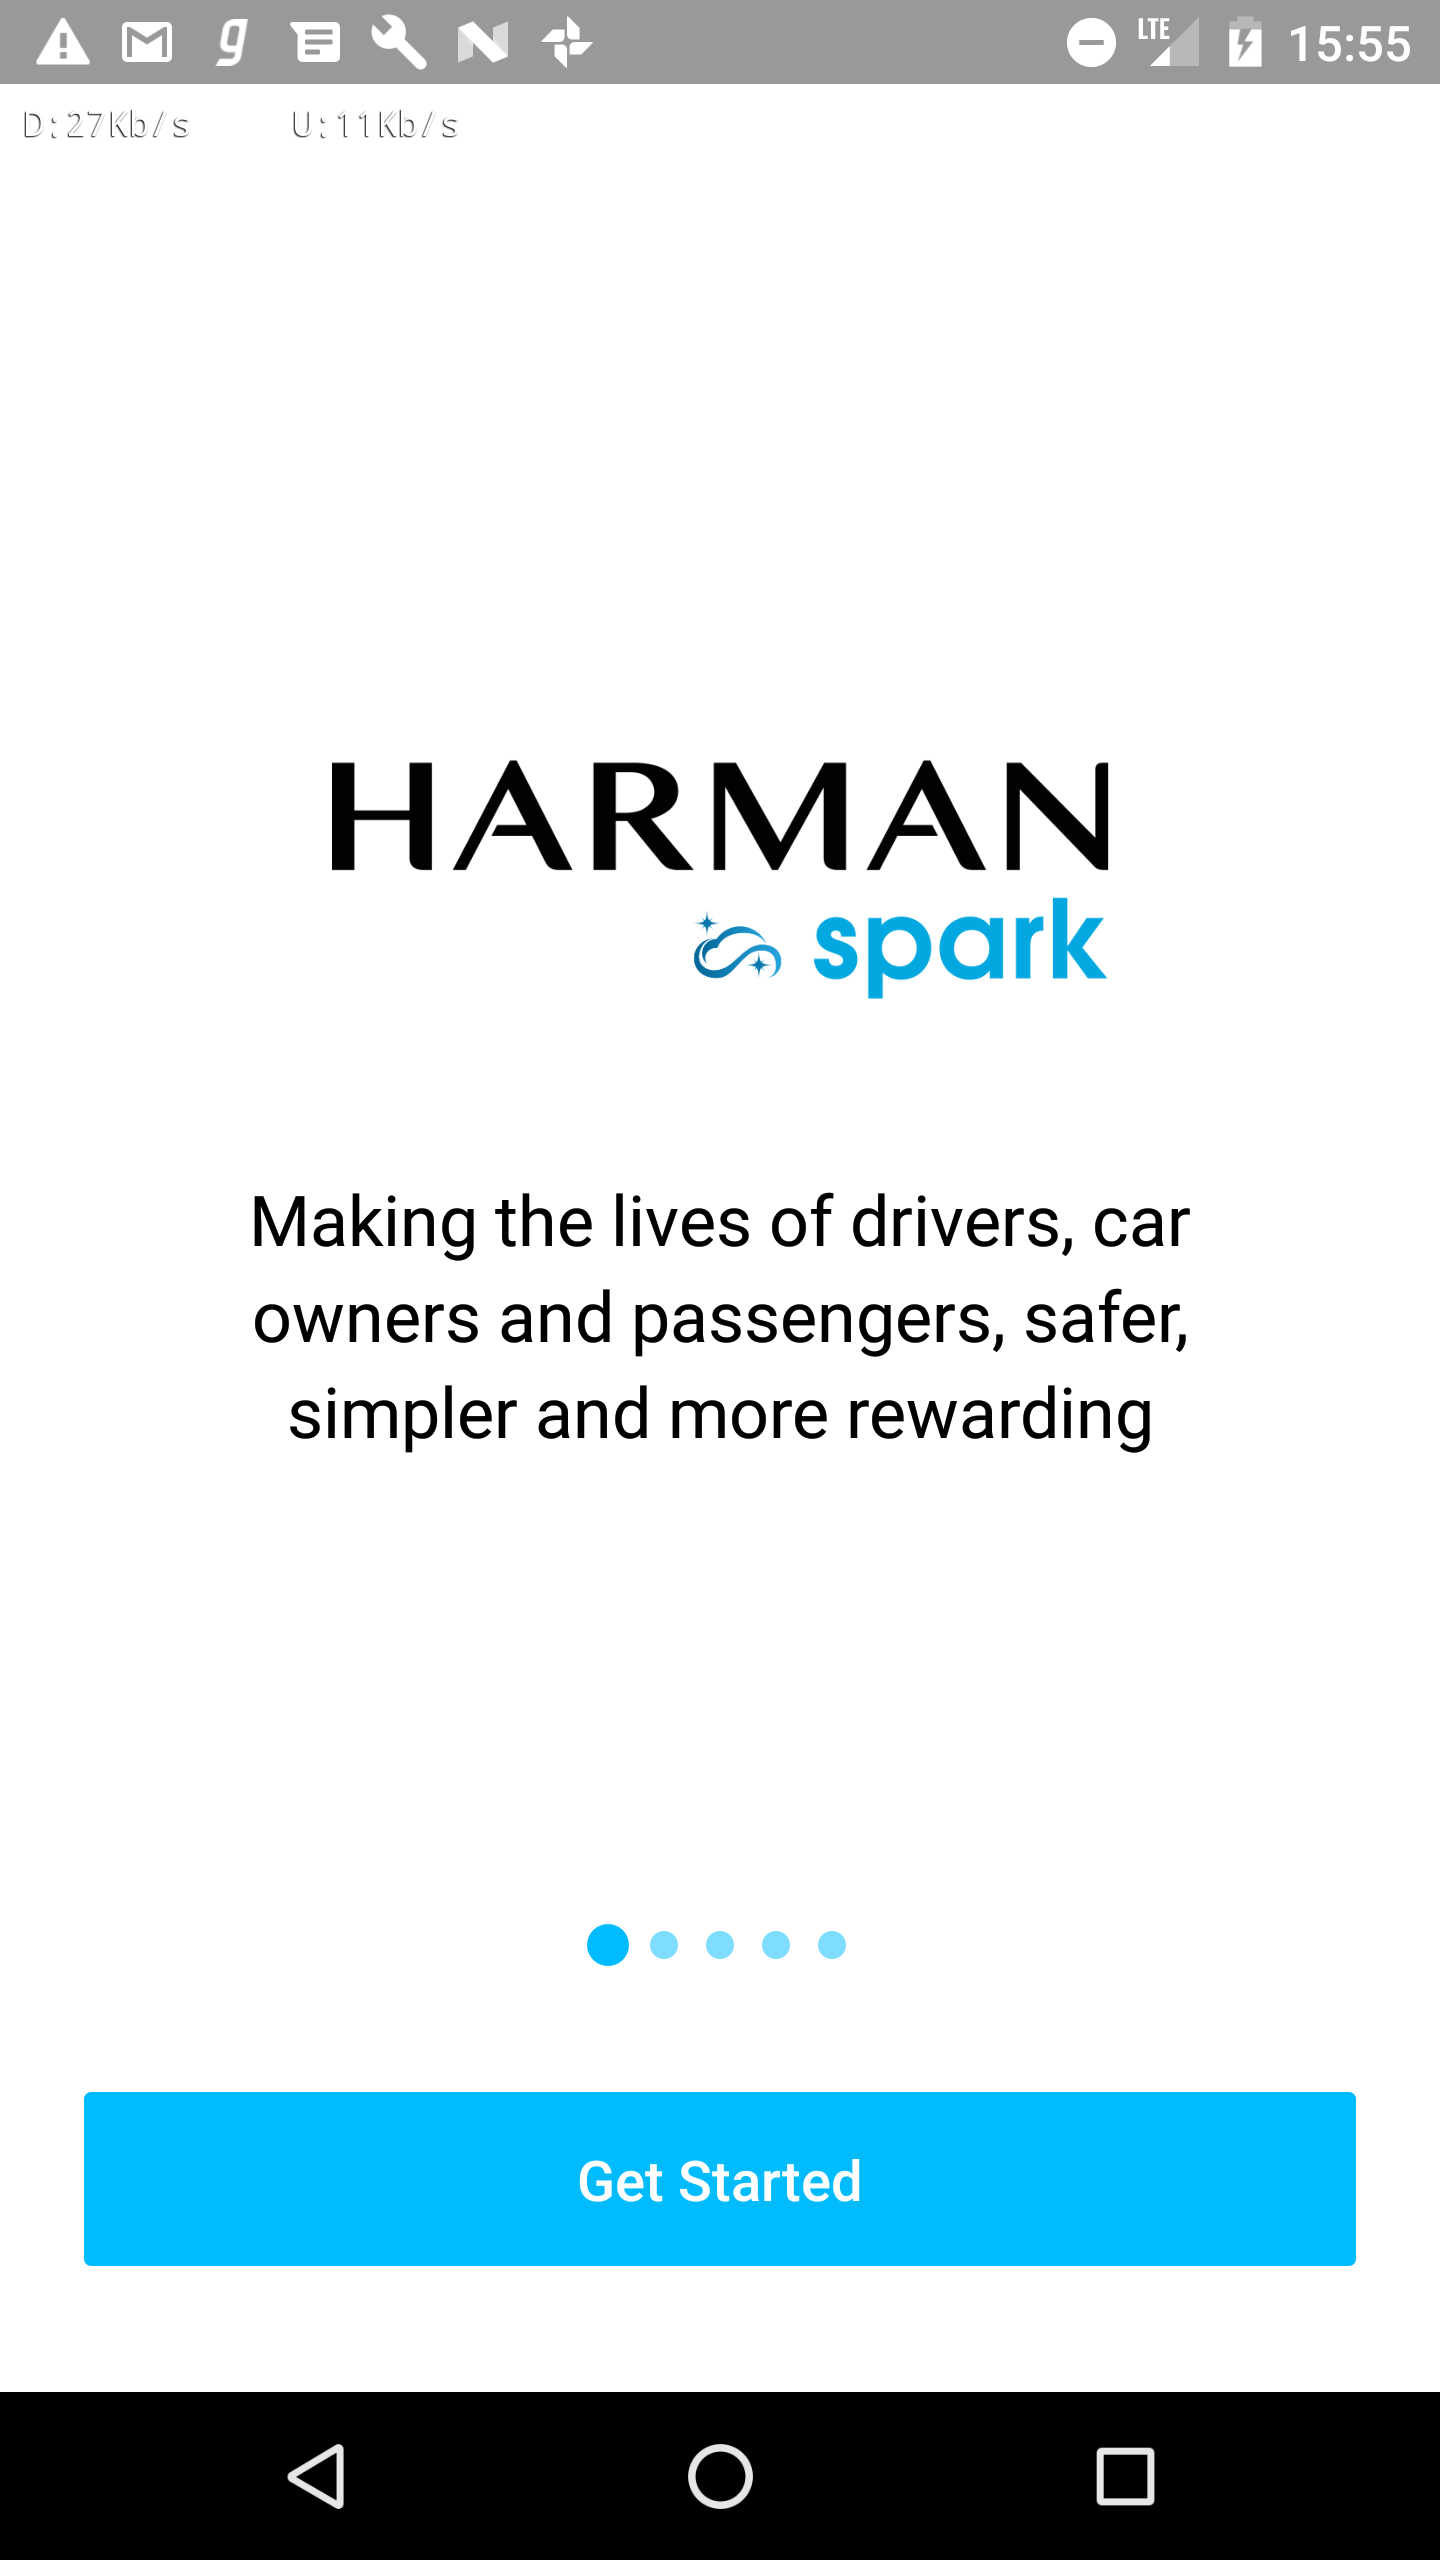 LTE 15:55
D:27Kb/s U:11Kb/s
HARMAN
spark
Making the lives of drivers, car
owners and passengers, safer,
simpler and more rewarding
Get Started